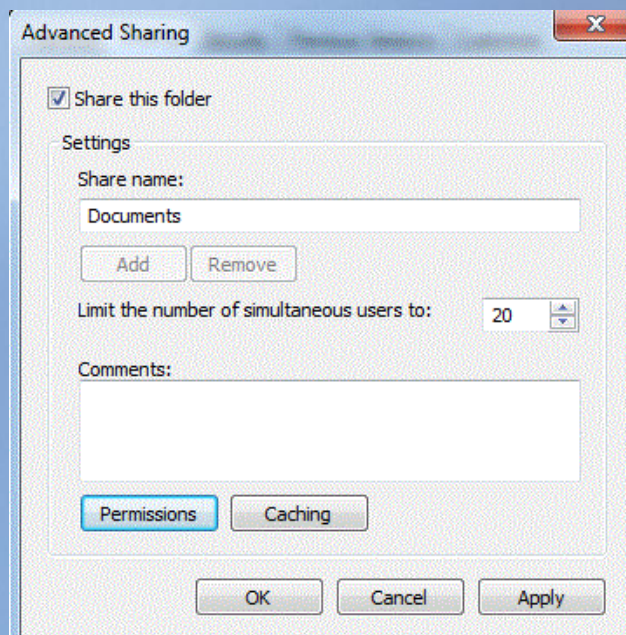 Advanced Sharing
Share this folder
Settings
Share name:
Documents
Add Remove
Limit the number of simultaneous users to: 20
Comments:
Permissions Caching
OK Cancel Apply